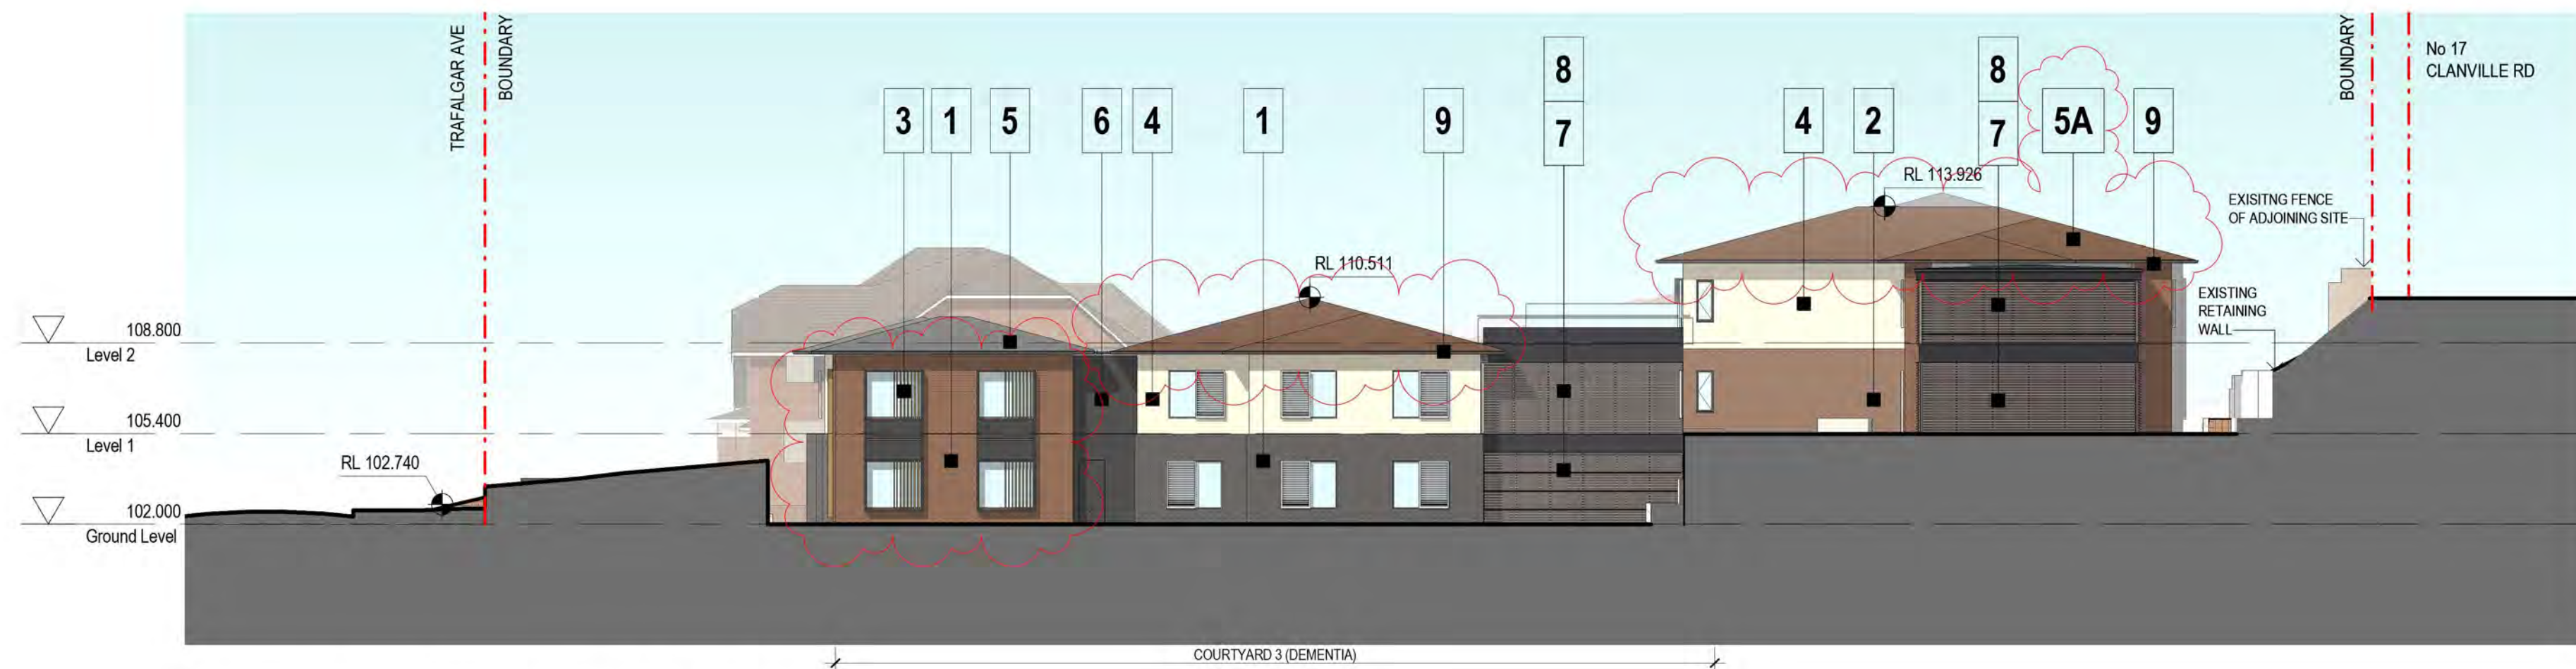 TRAFALGAR AVE
BOUNDARY
3
1
5
6
4
1
9
8
7
4
2
8
7
5A
9
BOUNDARY
No 17
CLANVILLE RD
RL 113.926
EXISITNG FENCE
OF ADJOINING SITE
RL 110.511
EXISTING
RETAINING
WALL
108.800
Level 2
105.400
Level 1
RL 102.740
102.000
Ground Level
COURTYARD 3 (DEMENTIA)